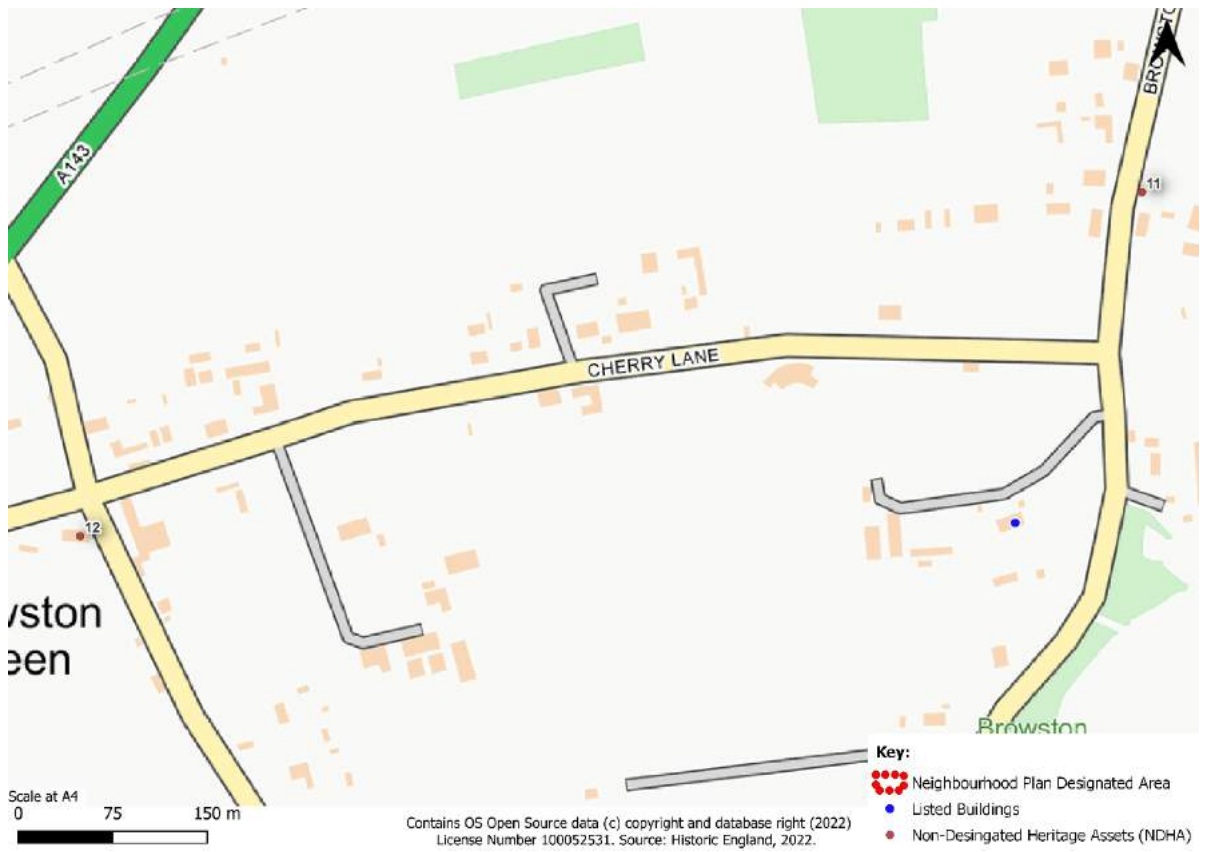 BROWSTO
A143
11
CHERRY LANE
12
wston
een
Browston
Key:
Neighbourhood Plan Designated Area
Listed Buildings
Non-Desingated Heritage Assets (NDHA)
Scale at A4
0 75 150 m
Contains OS Open Source data (c) copyright and database right (2022)
License Number 100052531. Source: Historic England, 2022.